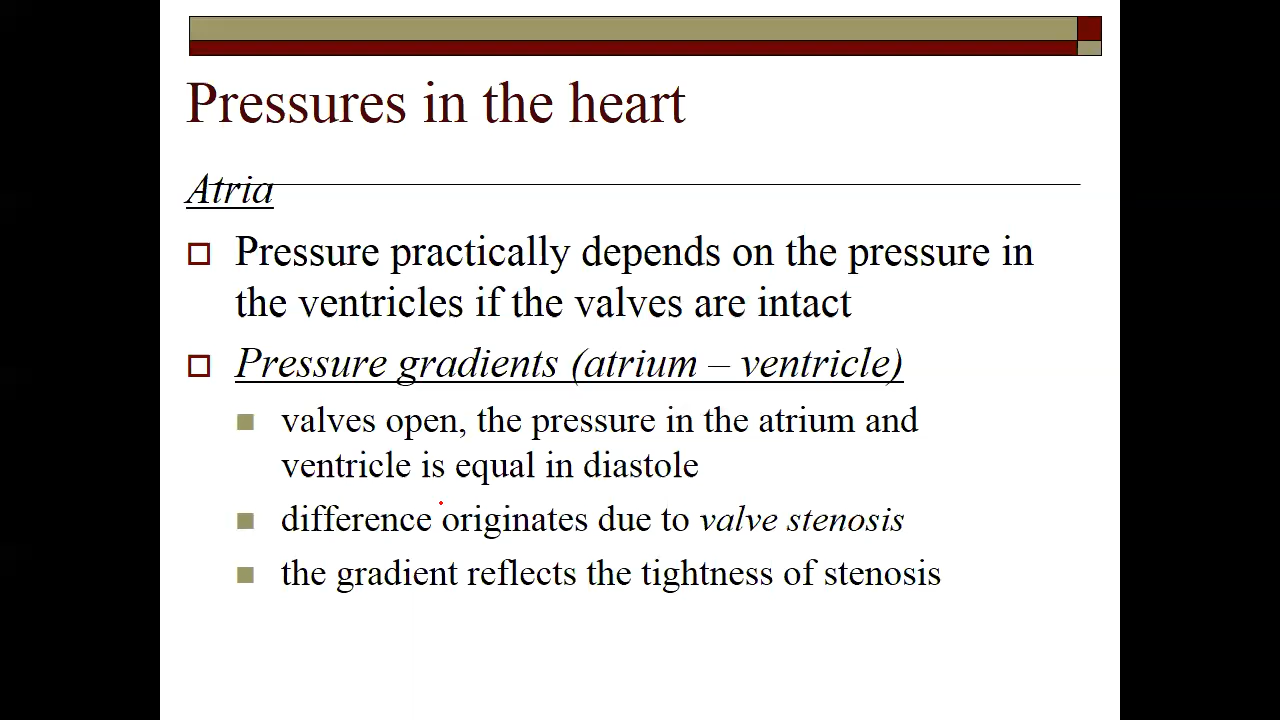 Pressures in the heart
Atria
Pressure practically depends on the pressure in
the ventricles if the valves are intact
Pressure gradients (atrium – ventricle)
valves open, the pressure in the atrium and
ventricle is equal in diastole
difference originates due to valve stenosis
the gradient reflects the tightness of stenosis